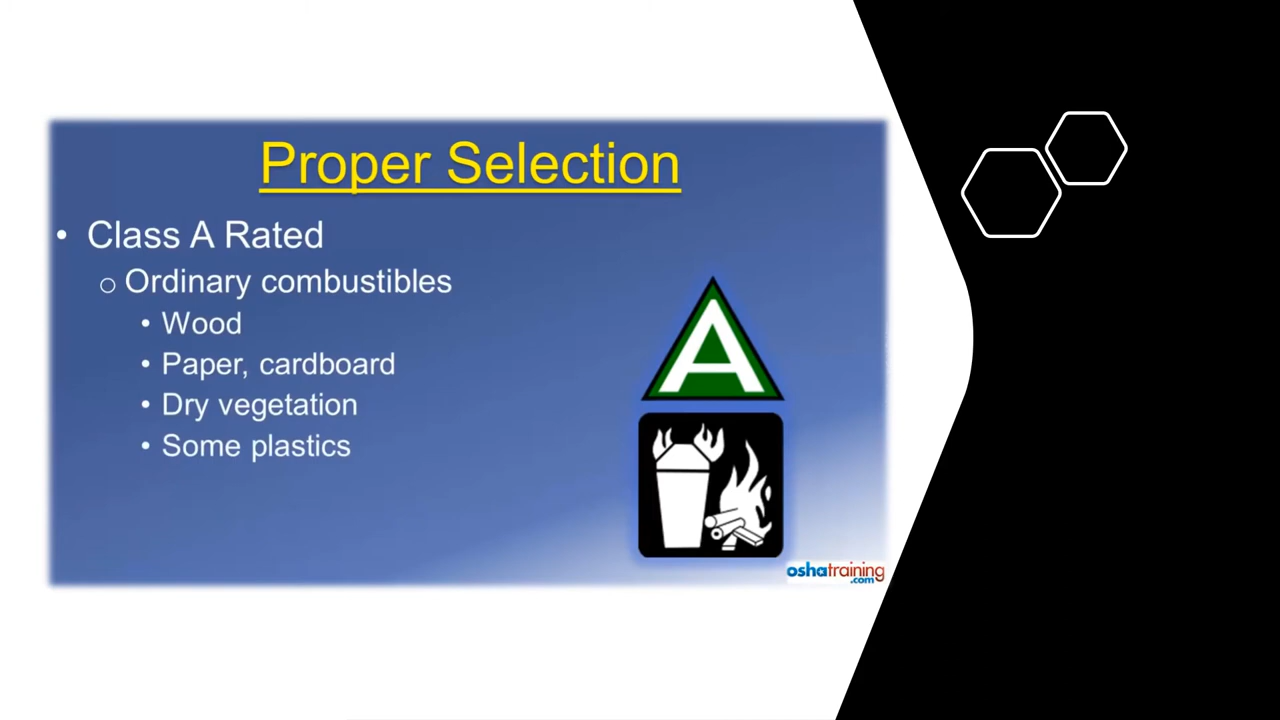 Proper Selection
• Class A Rated
o Ordinary combustibles
• Wood
• Paper, cardboard
• Dry vegetation
• Some plastics
A
oshatraining
.com